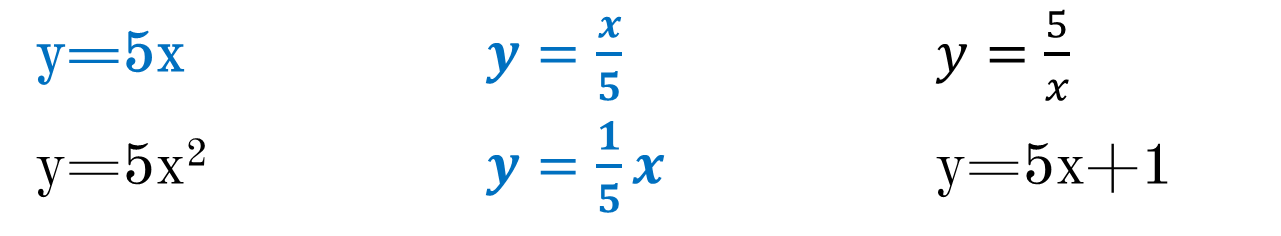 y=5x y = x/5 y = 5/x
y=5x² y = 1/5 x y=5x+1